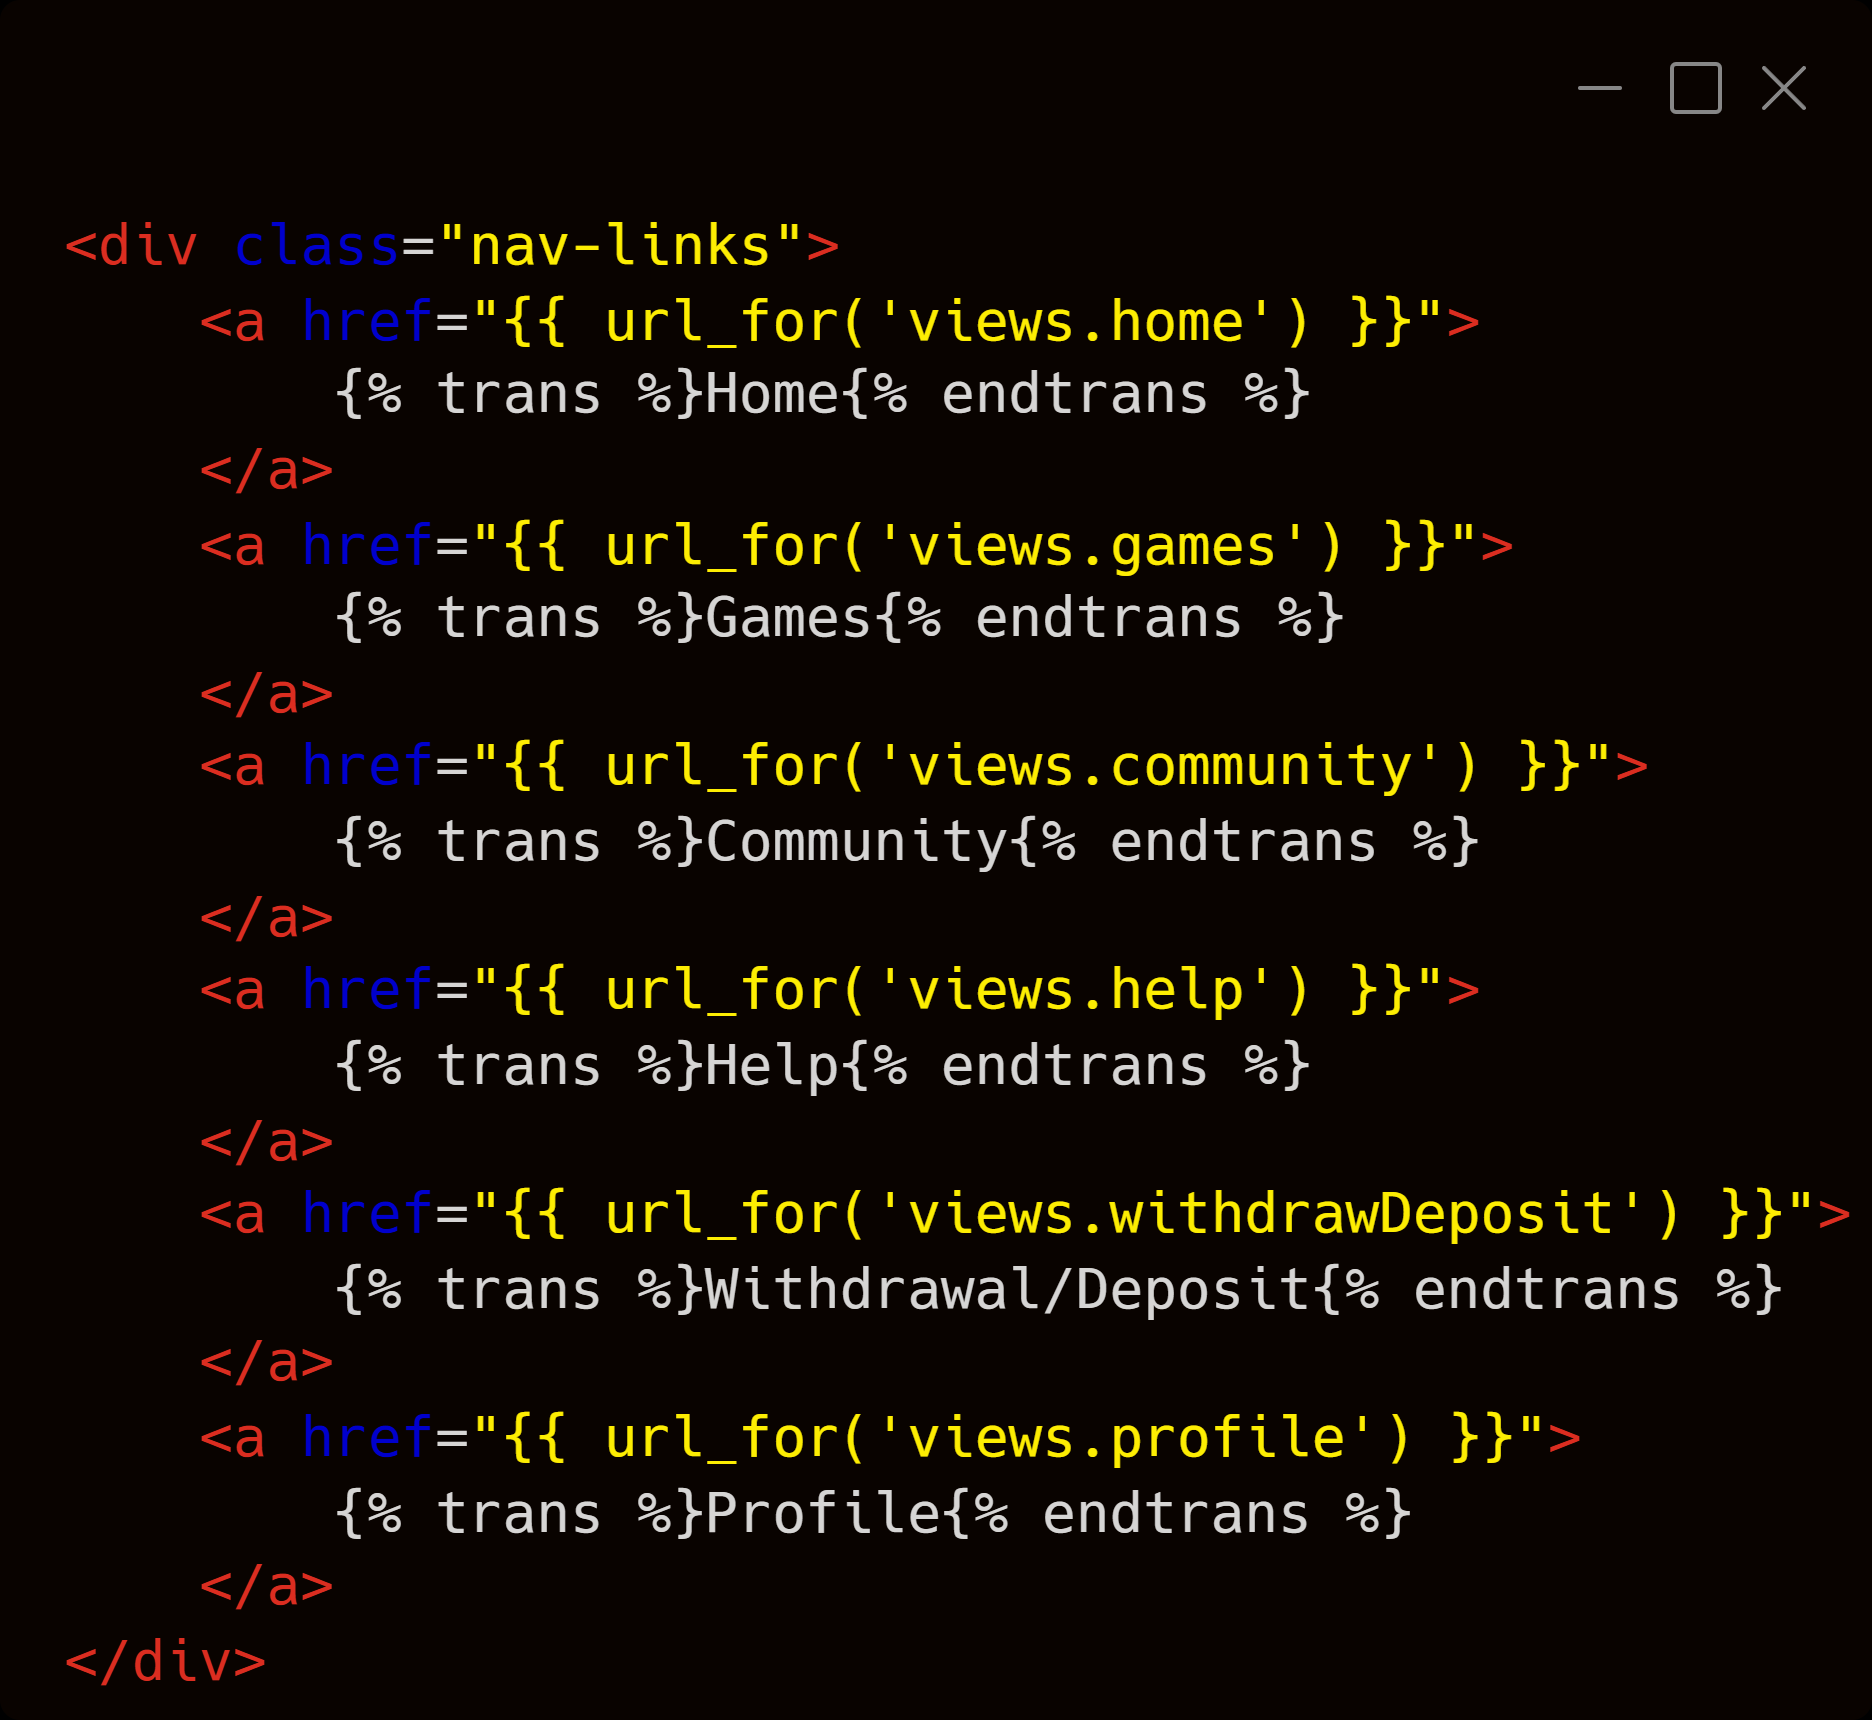 <div class="nav-links">
    <a href="{{ url_for('views.home') }}">
        {% trans %}Home{% endtrans %}
    </a>
    <a href="{{ url_for('views.games') }}">
        {% trans %}Games{% endtrans %}
    </a>
    <a href="{{ url_for('views.community') }}">
        {% trans %}Community{% endtrans %}
    </a>
    <a href="{{ url_for('views.help') }}">
        {% trans %}Help{% endtrans %}
    </a>
    <a href="{{ url_for('views.withdrawDeposit') }}">
        {% trans %}Withdrawal/Deposit{% endtrans %}
    </a>
    <a href="{{ url_for('views.profile') }}">
        {% trans %}Profile{% endtrans %}
    </a>
</div>